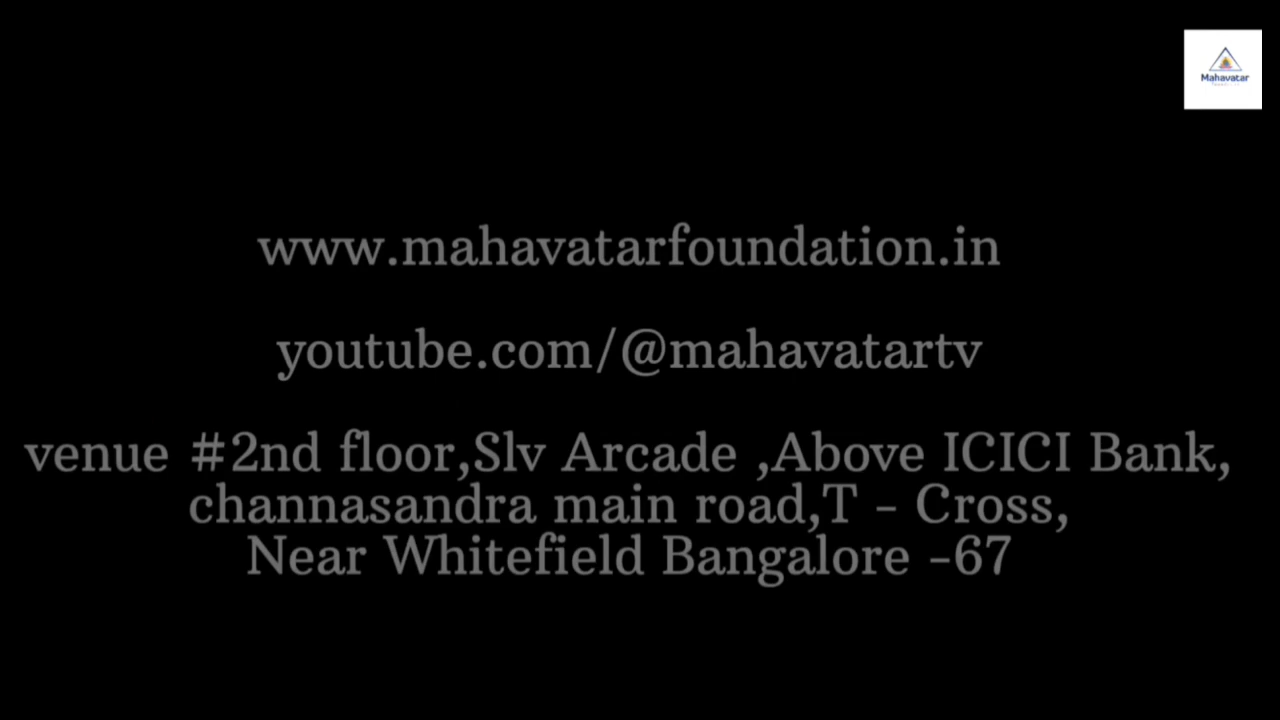 Mahavatar
www.mahavatarfoundation.in
youtube.com/@mahavatartv
venue #2nd floor,Slv Arcade ,Above ICICI Bank,
channasandra main road,T - Cross,
Near Whitefield Bangalore -67